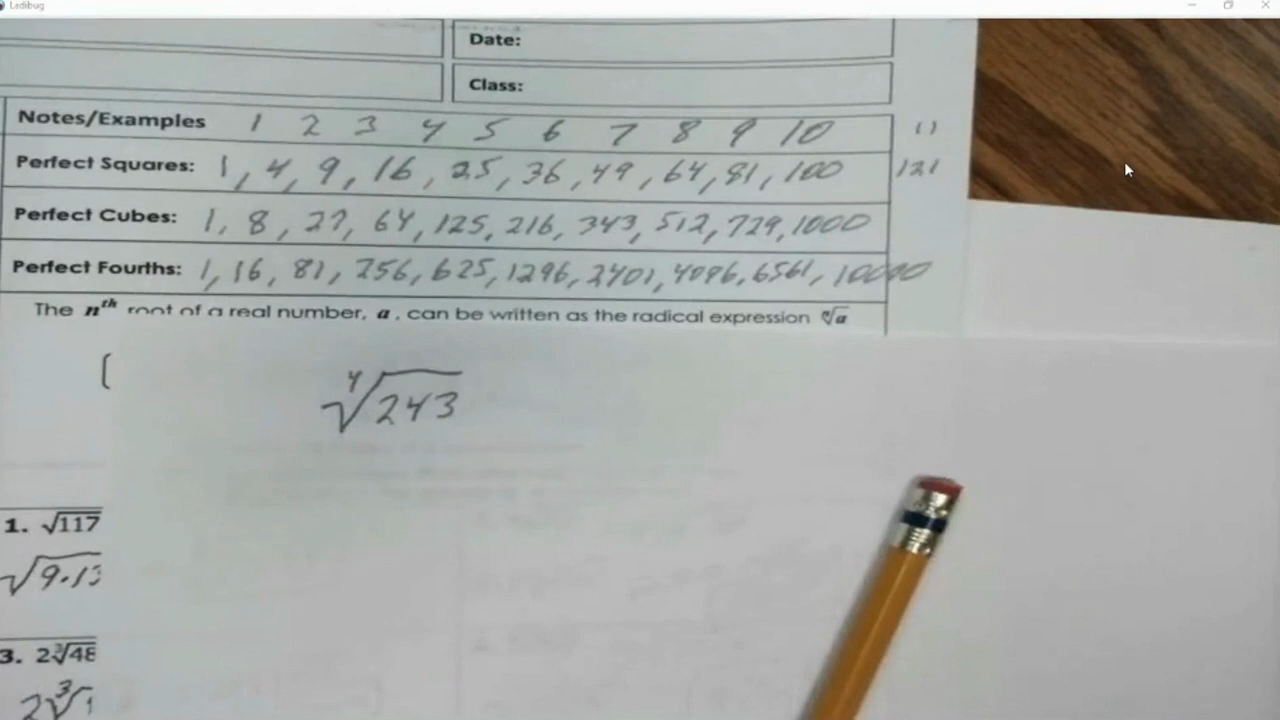 Ladibug
Date:
Class:
Notes/Examples 1 2 3 4 5 6 7 8 9 10 11
Perfect Squares: 1, 4, 9, 16, 25, 36, 49, 64, 81, 100 121
Perfect Cubes: 1, 8, 27, 64, 125, 216, 343, 512, 729, 1000
Perfect Fourths: 1, 16, 81, 256, 625, 1296, 2401, 4096, 6561, 10000
The nth root of a real number, a, can be written as the radical expression ⁿ√a
[
⁴√243
1. √117
√9·13
3. 2∛48
2∛